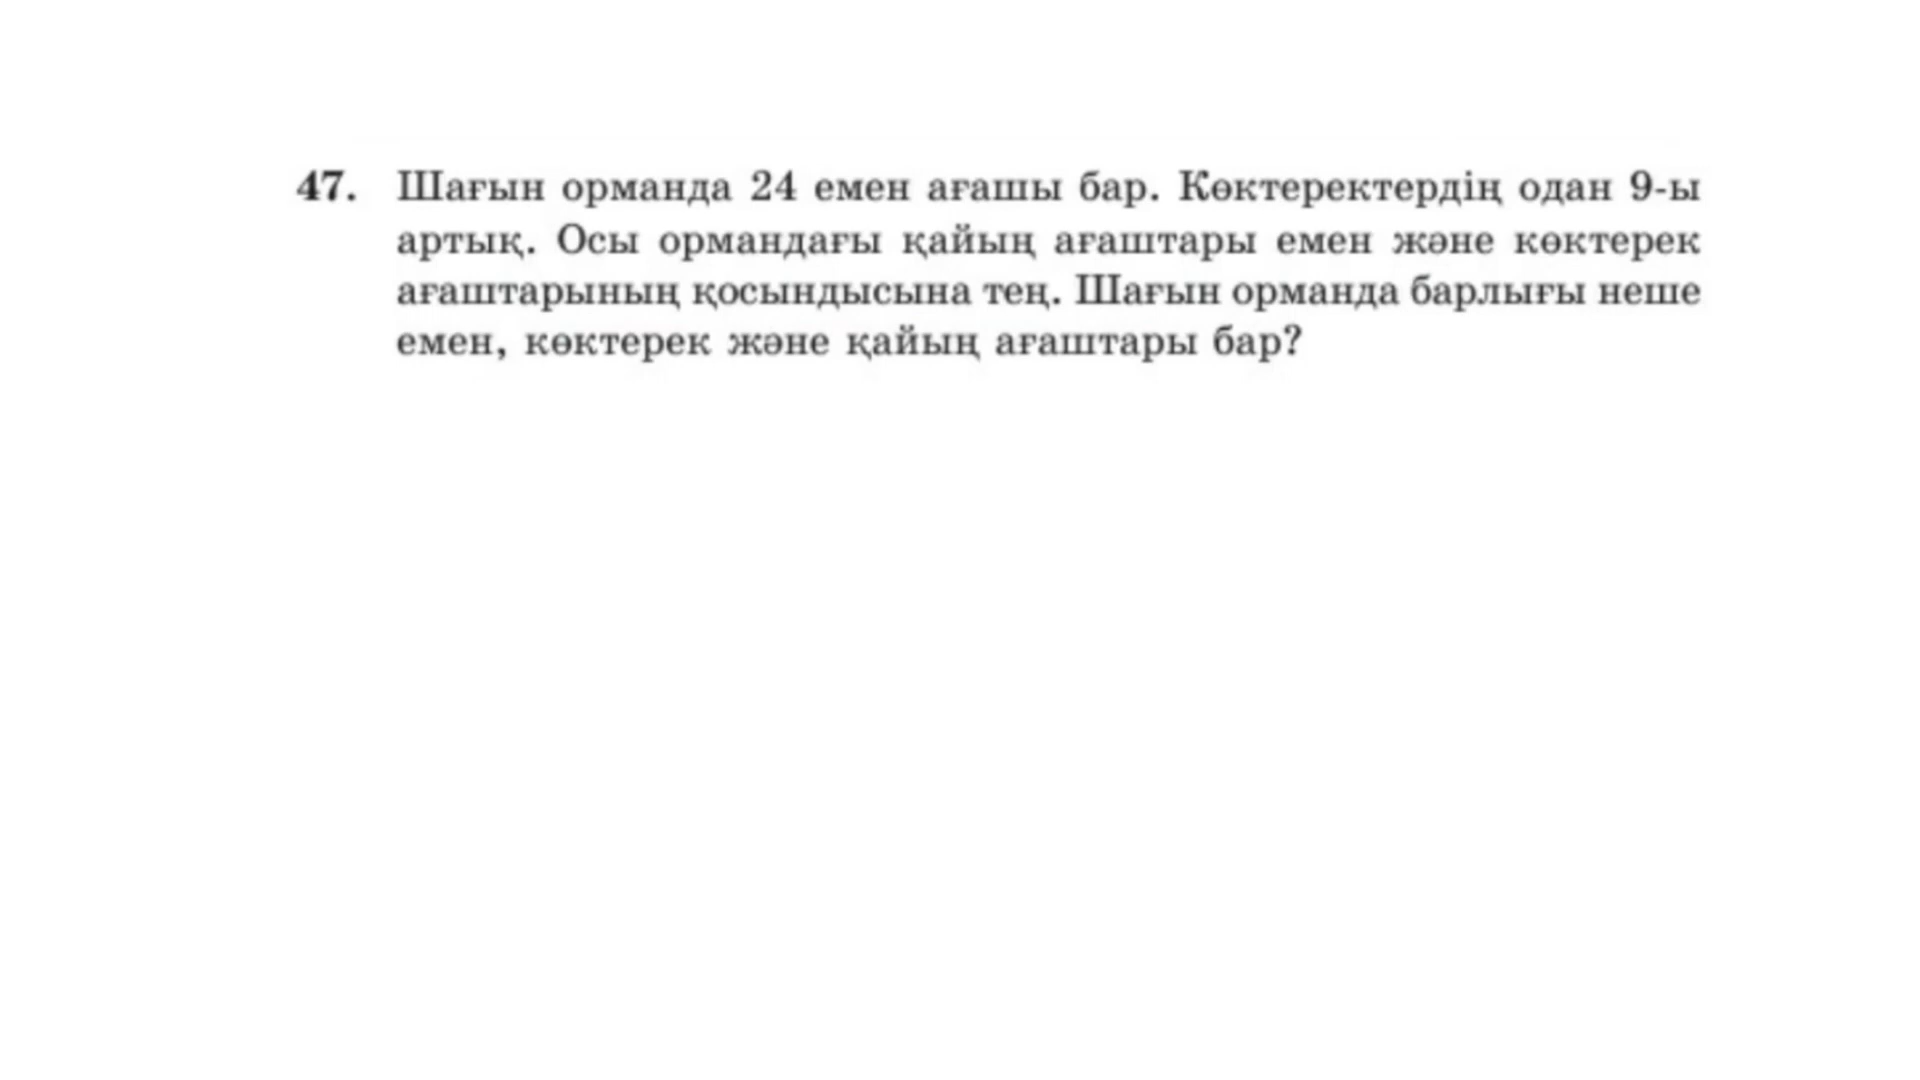 47. Шағын орманда 24 емен ағашы бар. Көктеректердің одан 9-ы
артық. Осы ормандағы қайың ағаштары емен және көктерек
ағаштарының қосындысына тең. Шағын орманда барлығы неше
емен, көктерек және қайың ағаштары бар?